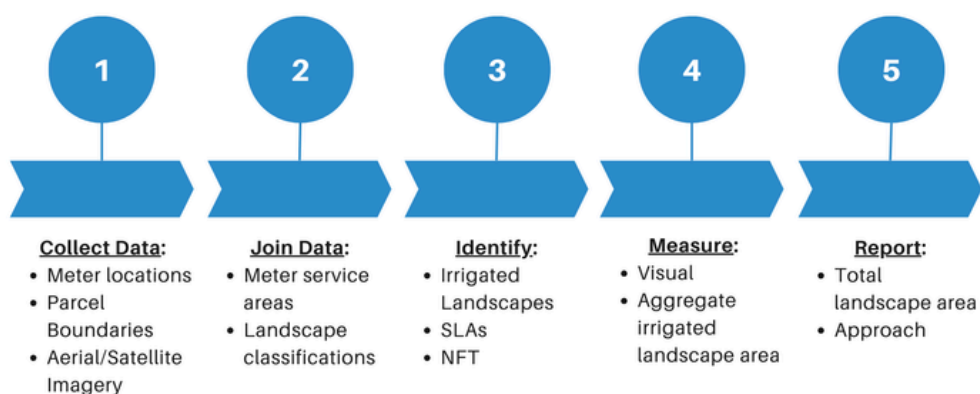 1
2
3
4
5
Collect Data:
• Meter locations
• Parcel
Boundaries
• Aerial/Satellite
Imagery
Join Data:
• Meter service
areas
• Landscape
classifications
Identify:
• Irrigated
Landscapes
• SLAs
• NFT
Measure:
• Visual
• Aggregate
irrigated
landscape area
Report:
• Total
landscape area
• Approach